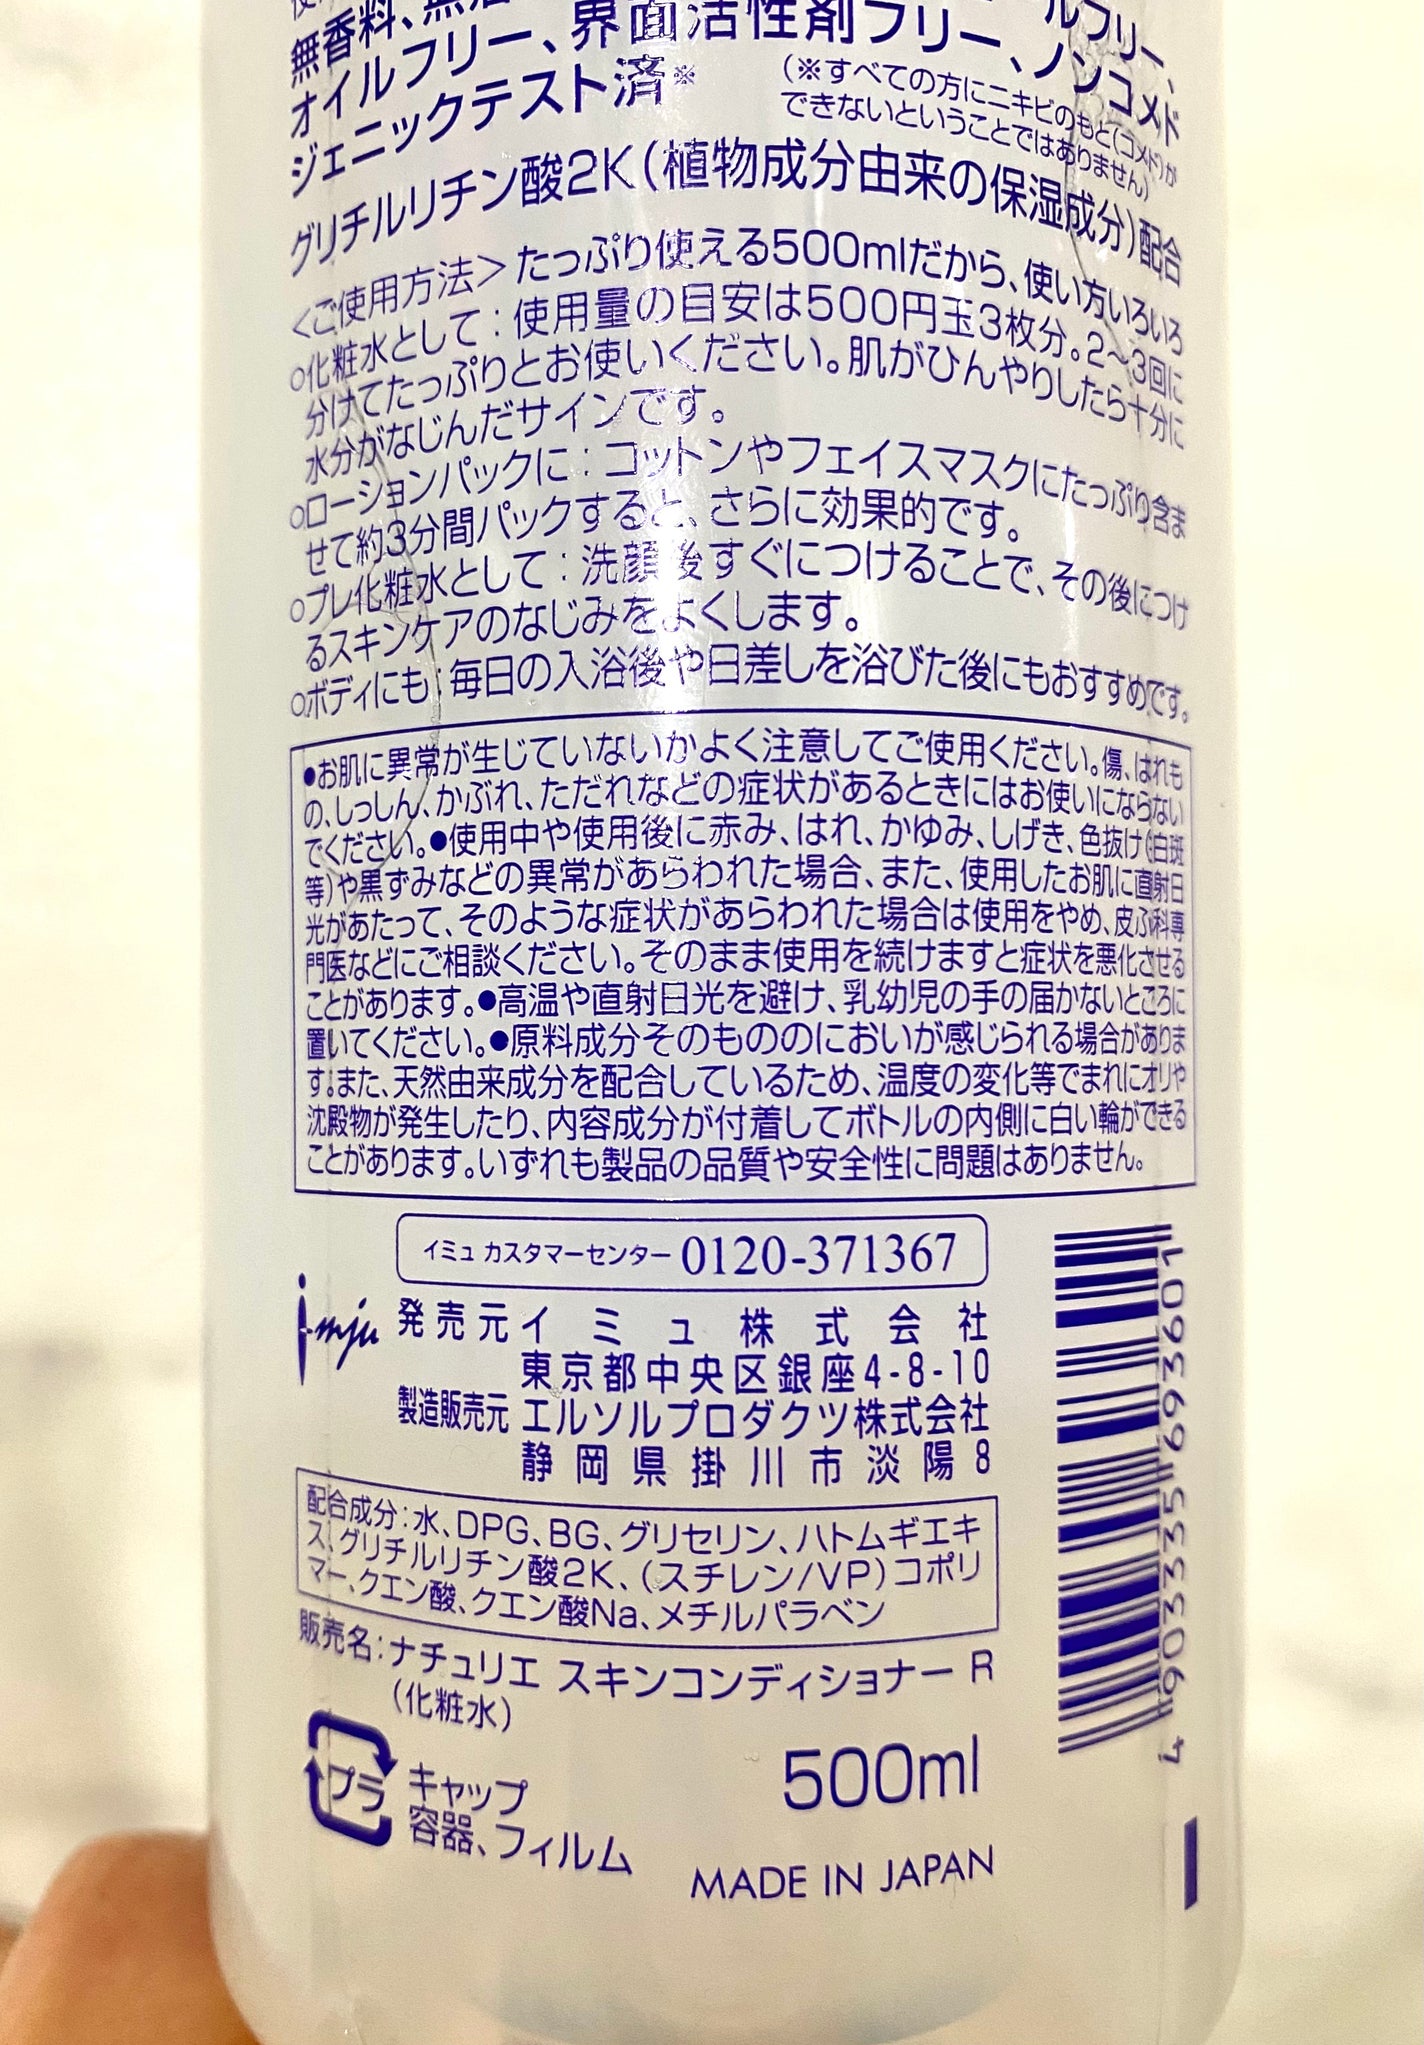 無香料、
オイルフリー、界面活性剤フリー、ノンコメド
ジェニックテスト済※
(※すべての方にニキビのもと(コメド)が
できないということではありません)
グリチルリチン酸2K(植物成分由来の保湿成分)配合
<ご使用方法>たっぷり使える500mlだから、使い方いろいろ
○化粧水として:使用量の目安は500円玉3枚分。2~3回に
分けてたっぷりとお使いください。肌がひんやりしたら十分に
水分がなじんだサインです。
○ローションパックに:コットンやフェイスマスクにたっぷり含ま
せて約3分間パックすると、さらに効果的です。
○プレ化粧水として:洗顔後すぐにつけることで、その後につけ
るスキンケアのなじみをよくします。
○ボディにも:毎日の入浴後や日差しを浴びた後にもおすすめです。
●お肌に異常が生じていないかよく注意してご使用ください。傷、はれも
の、しっしん、かぶれ、ただれなどの症状があるときにはお使いにならない
でください。●使用中や使用後に赤み、はれ、かゆみ、しげき、色抜け(白斑
等)や黒ずみなどの異常があらわれた場合、また、使用したお肌に直射日
光があたって、そのような症状があらわれた場合は使用をやめ、皮ふ科専
門医などにご相談ください。そのまま使用を続けますと症状を悪化させる
ことがあります。●高温や直射日光を避け、乳幼児の手の届かないところに
置いてください。●原料成分そのもののにおいが感じられる場合がありま
す。また、天然由来成分を配合しているため、温度の変化等でまれにオリや
沈殿物が発生したり、内容成分が付着してボトルの内側に白い輪ができる
ことがあります。いずれも製品の品質や安全性に問題はありません。
イミュ カスタマーセンター 0120-371367
imju
発売元 イミュ株式会社
東京都中央区銀座4-8-10
製造販売元 エルソルプロダクツ株式会社
静岡県掛川市淡陽8
配合成分:水、DPG、BG、グリセリン、ハトムギエキ
ス、グリチルリチン酸2K、(スチレン/VP)コポリ
マー、クエン酸、クエン酸Na、メチルパラベン
販売名:ナチュリエ スキンコンディショナー R
(化粧水)
プラ
キャップ
容器、フィルム
500ml
MADE IN JAPAN
4903335693601